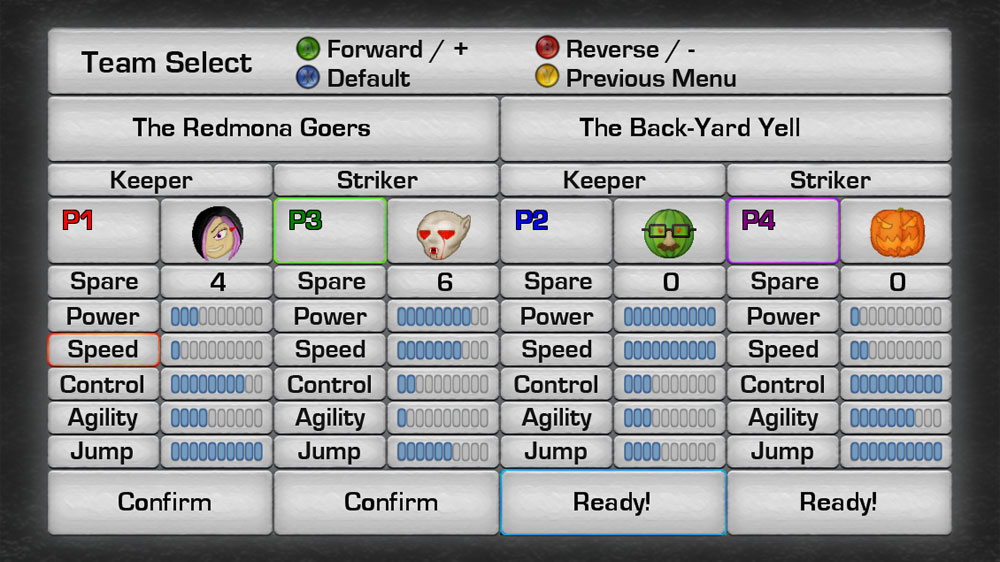 Team Select
Forward / +
Reverse / -
Default
Previous Menu
The Redmona Goers
The Back-Yard Yell
Keeper Striker Keeper Striker
P1 P3 P2 P4
Spare 4 Spare 6 Spare 0 Spare 0
Power Power Power Power
Speed Speed Speed Speed
Control Control Control Control
Agility Agility Agility Agility
Jump Jump Jump Jump
Confirm Confirm Ready! Ready!